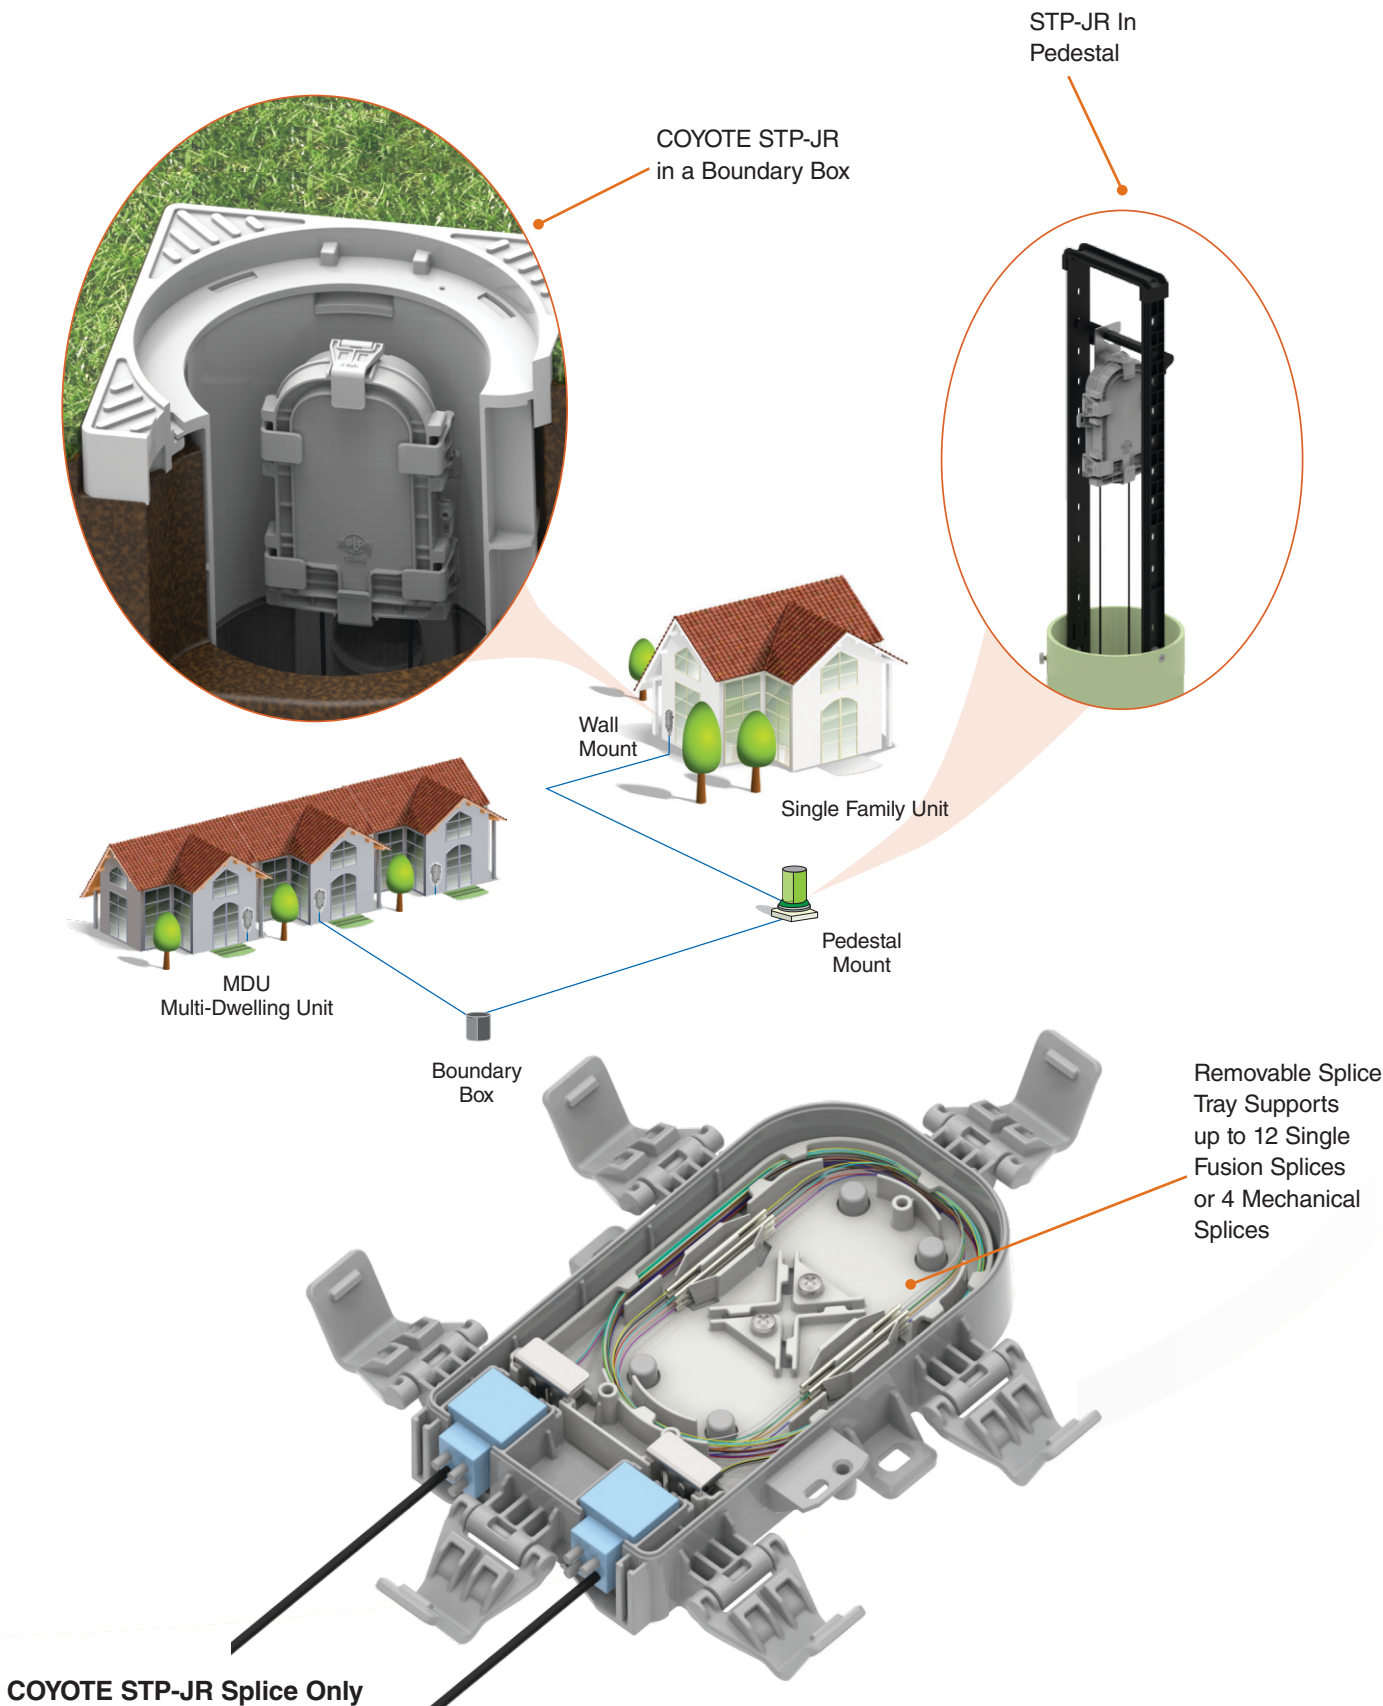 STP-JR In
Pedestal
COYOTE STP-JR
in a Boundary Box
Wall
Mount
Single Family Unit
Pedestal
Mount
MDU
Multi-Dwelling Unit
Boundary
Box
Removable Splice
Tray Supports
up to 12 Single
Fusion Splices
or 4 Mechanical
Splices
COYOTE STP-JR Splice Only